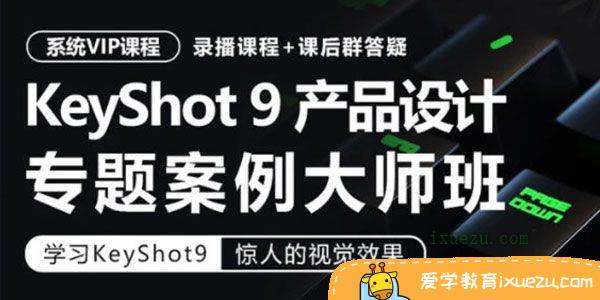 系统VIP课程 录播课程+课后群答疑
KeyShot 9 产品设计
专题案例大师班
PAGE
DOWN
ixuezu.com
学习KeyShot9 惊人的视觉效果
爱学教育ixuezu.com